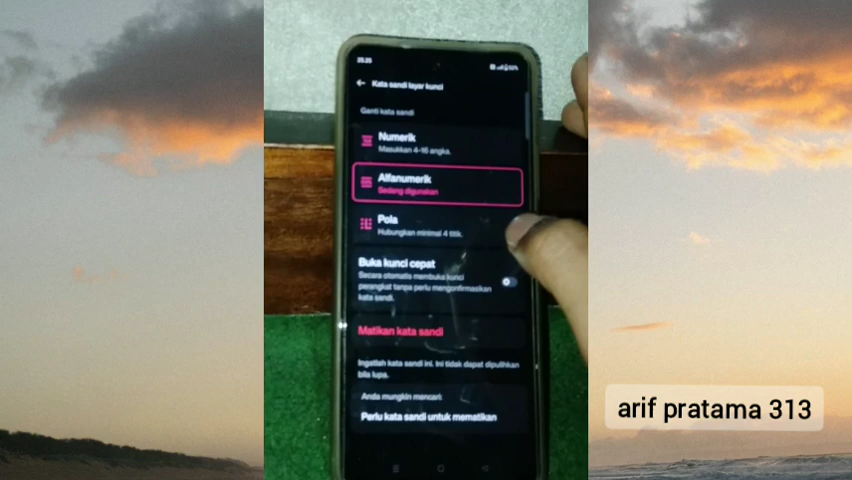 25.25
Kata sandi layar kunci
Ganti kata sandi
Numerik
Masukkan 4-16 angka.
Alfanumerik
Sedang digunakan
Pola
Hubungkan minimal 4 titik.
Buka kunci cepat
Secara otomatis membuka kunci
perangkat tanpa perlu mengonfirmasikan
kata sandi.
Matikan kata sandi
Ingatlah kata sandi ini. Ini tidak dapat dipulihkan
bila lupa.
Anda mungkin mencari:
Perlu kata sandi untuk mematikan
arif pratama 313